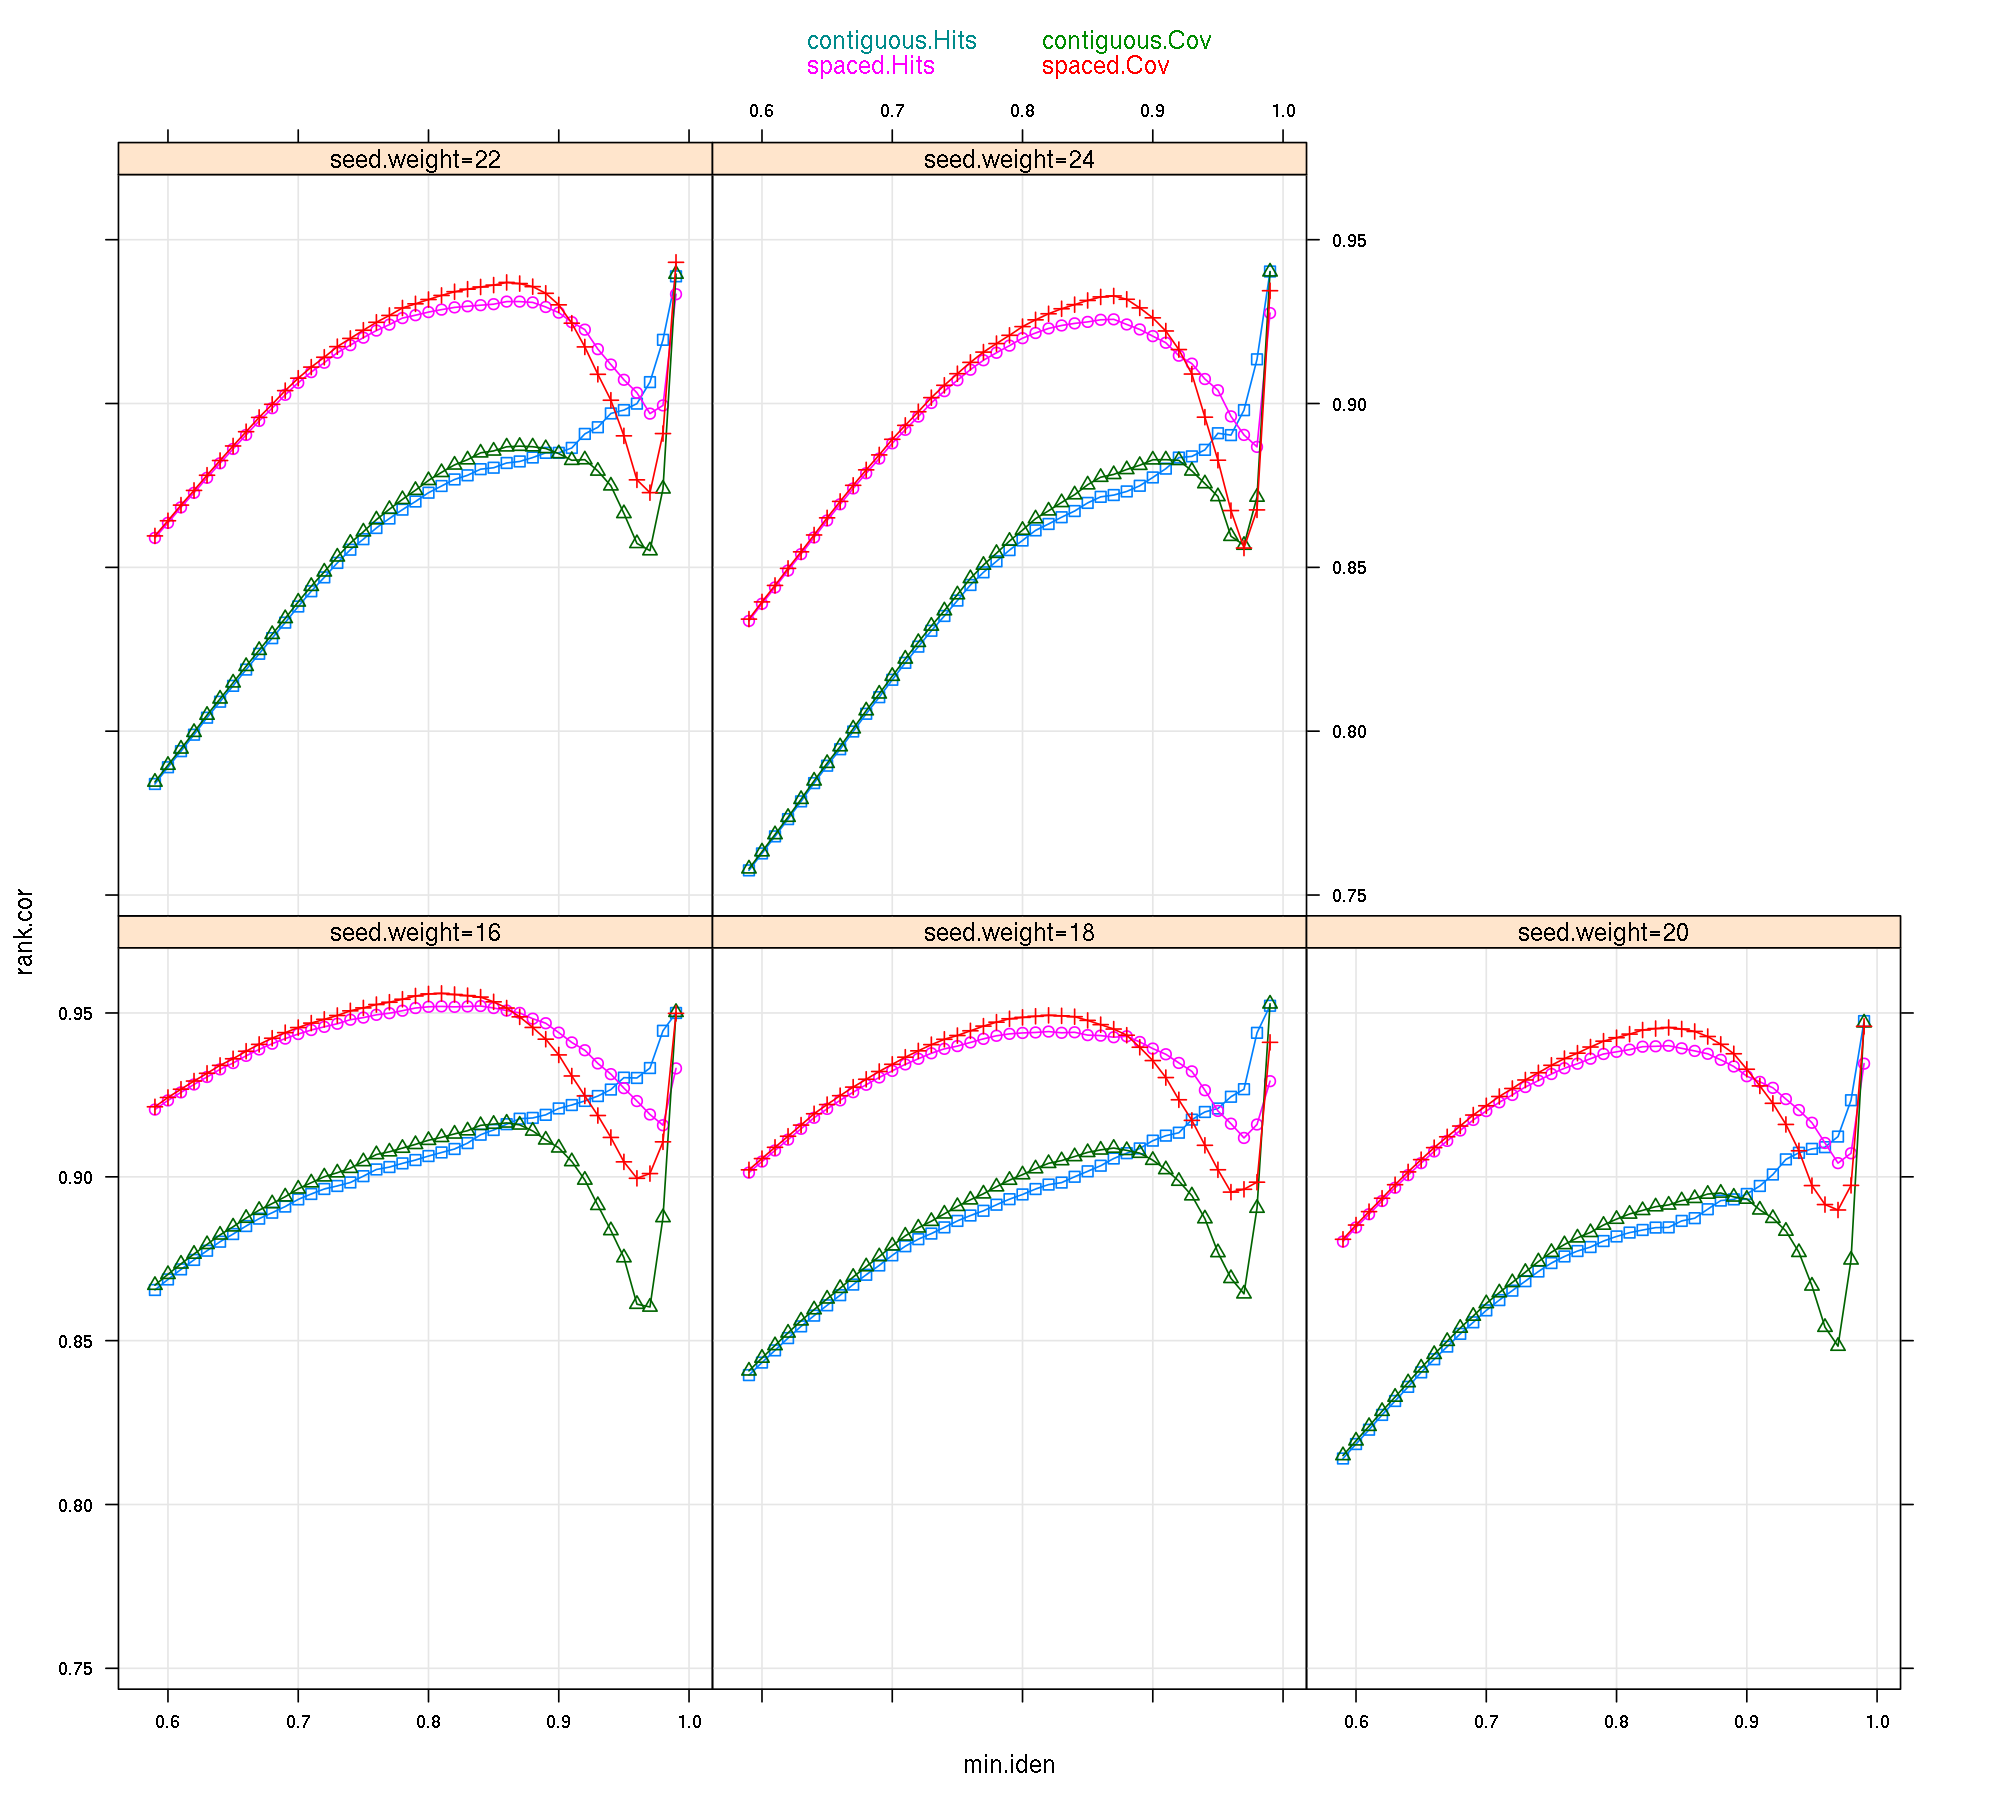 contiguous.Hits contiguous.Cov
spaced.Hits spaced.Cov
0.6 0.7 0.8 0.9 1.0
seed.weight=22 seed.weight=24
0.95
0.90
0.85
0.80
0.75
rank.cor
seed.weight=16 seed.weight=18 seed.weight=20
0.95
0.90
0.85
0.80
0.75
0.6 0.7 0.8 0.9 1.0 0.6 0.7 0.8 0.9 1.0
min.iden